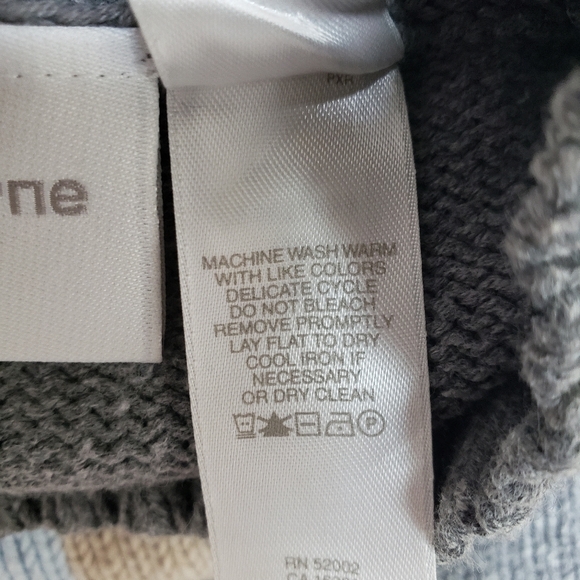 PXR
rne
MACHINE WASH WARM
WITH LIKE COLORS
DELICATE CYCLE
DO NOT BLEACH
REMOVE PROMPTLY
LAY FLAT TO DRY
COOL IRON IF
NECESSARY
OR DRY CLEAN
P
RN 52002